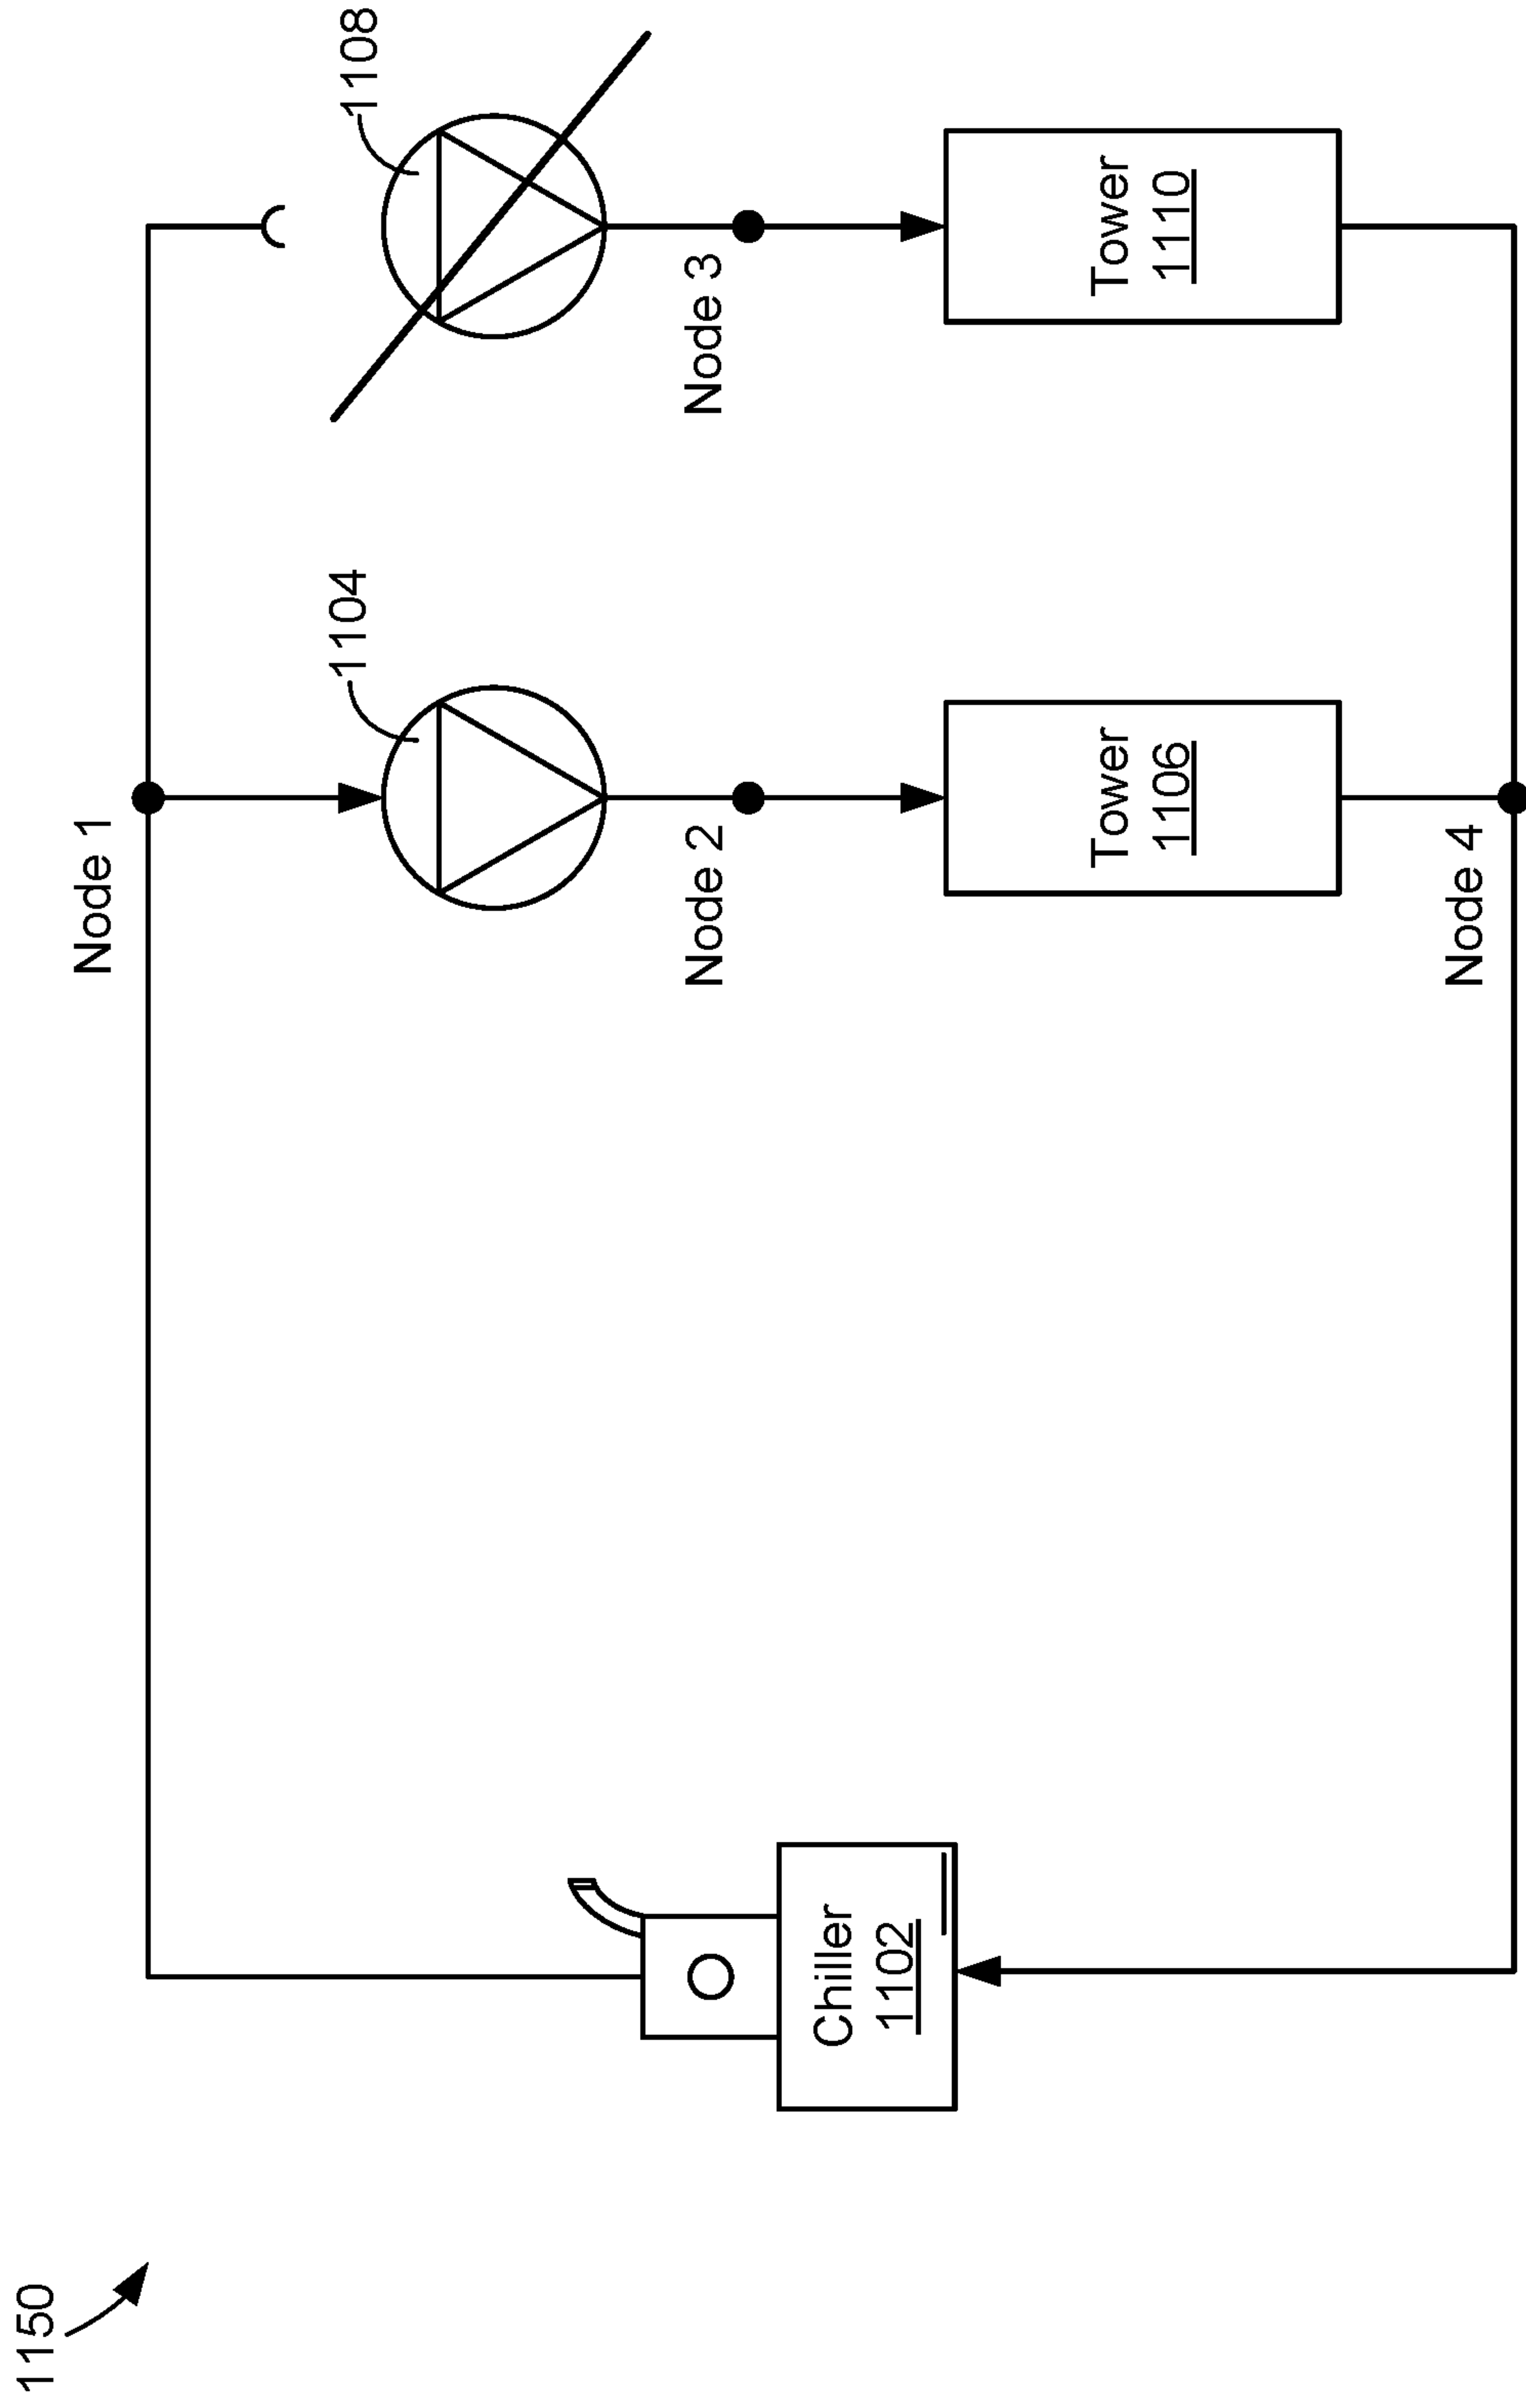 1150
Node 1
1104
1108
Node 2
Node 3
Chiller
1102
Tower
1106
Tower
1110
Node 4